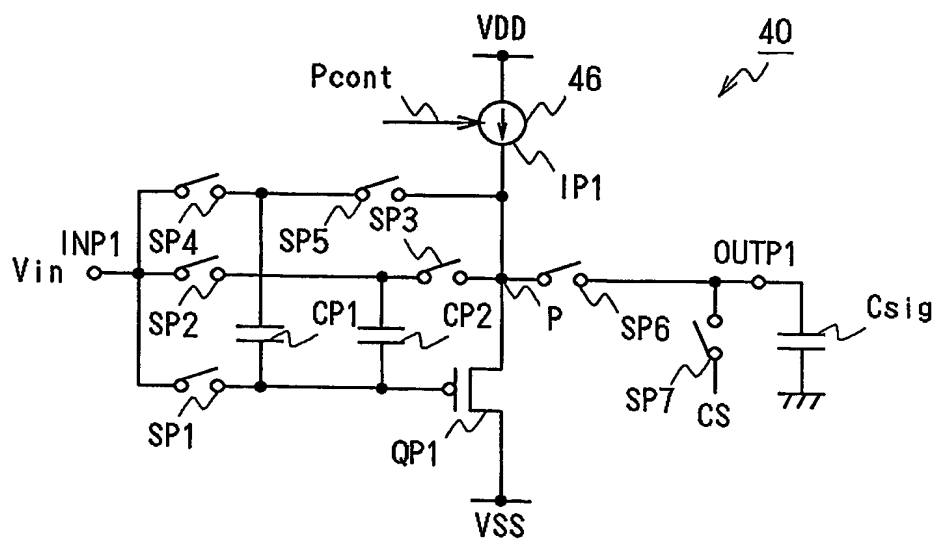 VDD
40
Pcont
46
IP1
SP4
SP5
SP3
INP1
Vin
OUTP1
SP2
CP1
CP2
P
SP6
Csig
SP1
QP1
SP7
CS
VSS